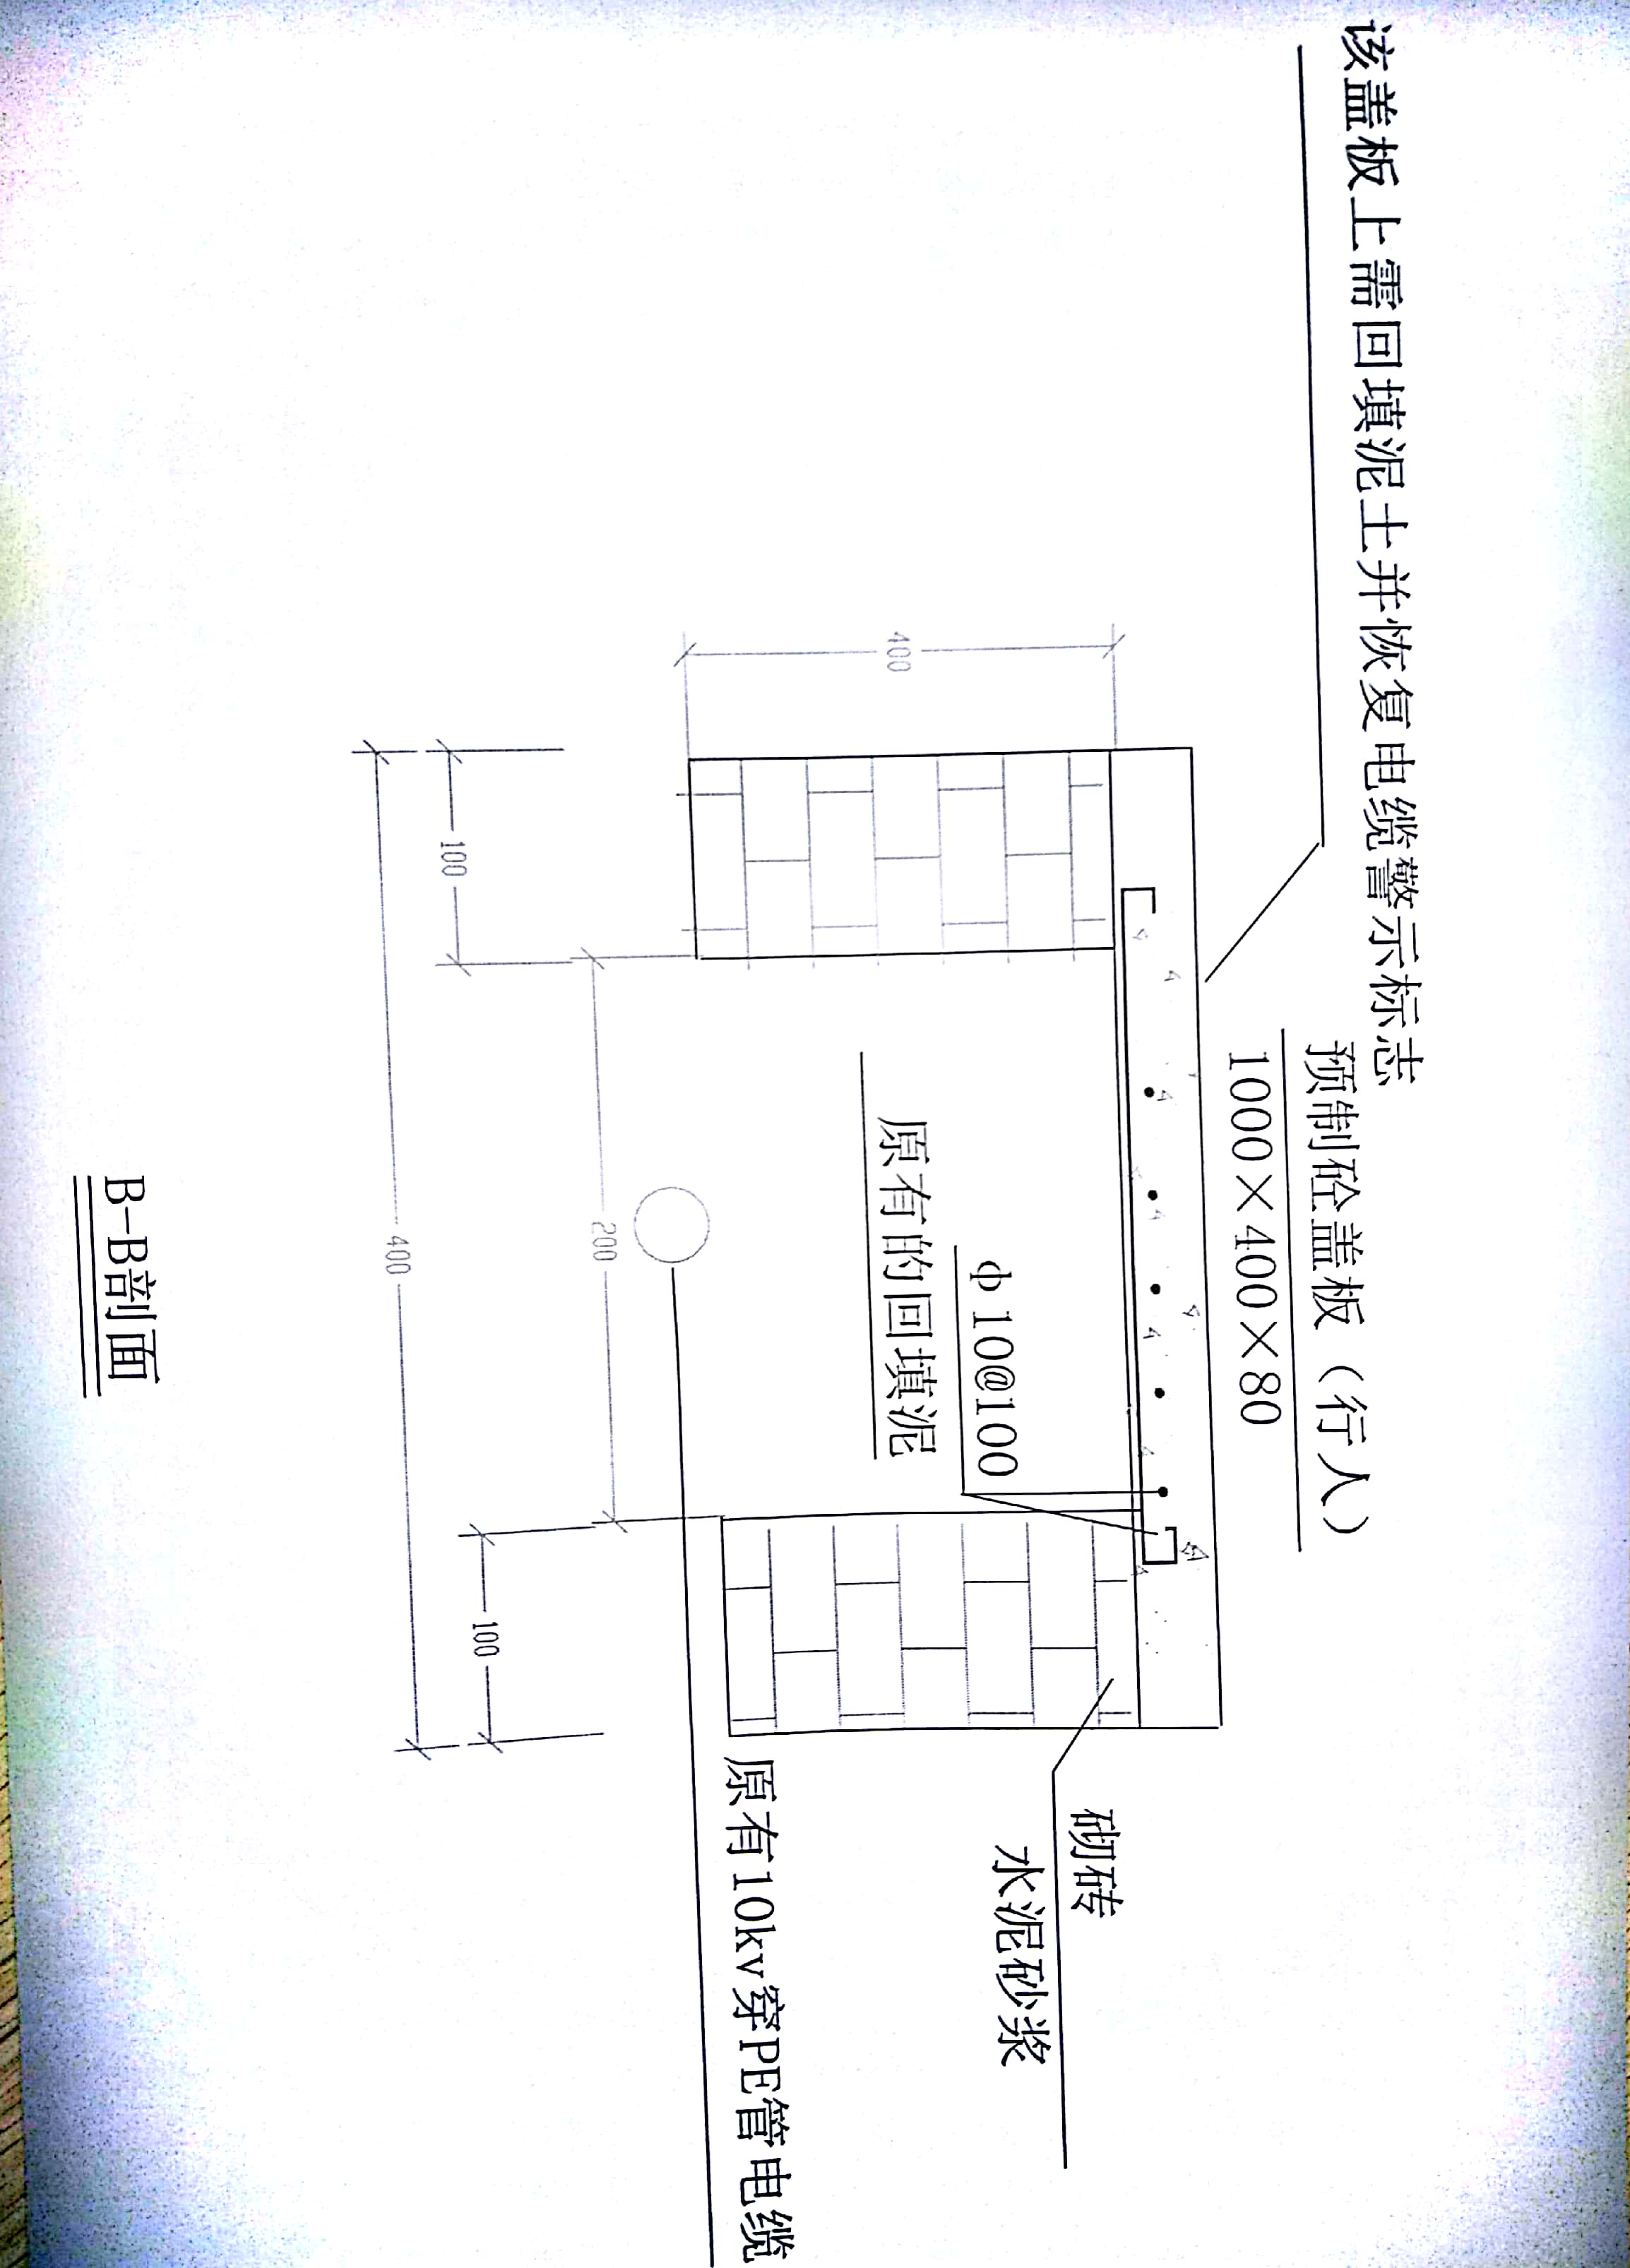 该盖板上需回填泥土并恢复电缆警示标志
预制砼盖板（行人）
1000×400×80
400
原有的回填泥
φ10@100
砌砖
水泥砂浆
原有10kv穿PE管电缆
200
100
100
400
B-B剖面